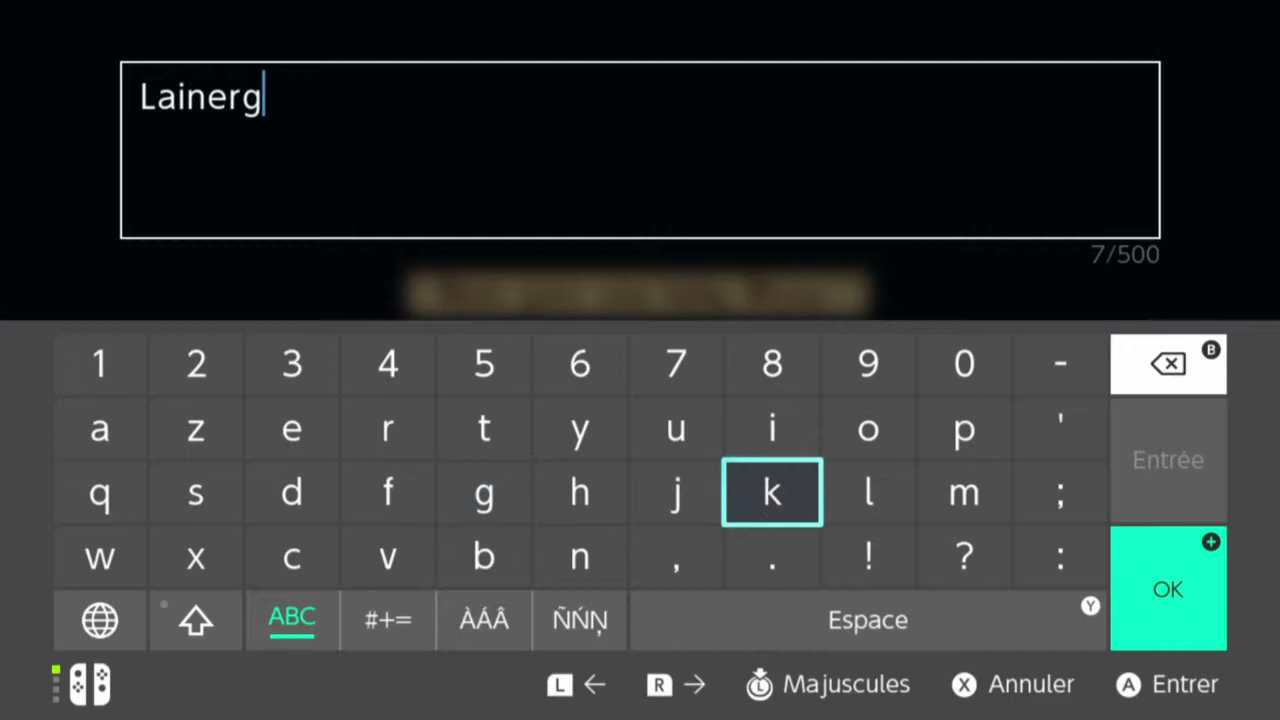 Lainerg
7/500
1 2 3 4 5 6 7 8 9 0 - B
a z e r t y u i o p '
Entrée
q s d f g h j k l m ;
w x c v b n , . ! ? :
OK
ABC #+= ÀÁÂ ÑŃŅ Espace Y
L ← R → L Majuscules X Annuler A Entrer